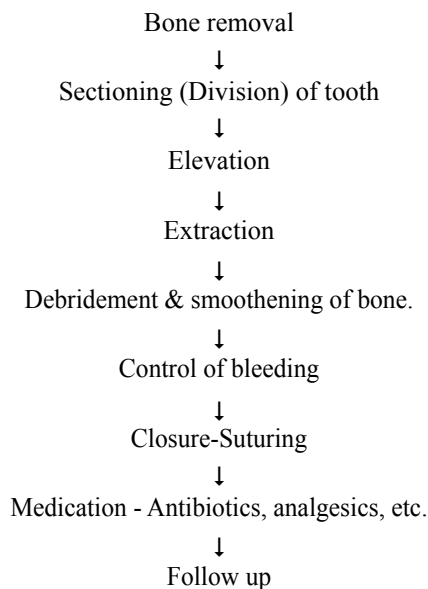 Bone removal
↓
Sectioning (Division) of tooth
↓
Elevation
↓
Extraction
↓
Debridement & smoothening of bone.
↓
Control of bleeding
↓
Closure-Suturing
↓
Medication - Antibiotics, analgesics, etc.
↓
Follow up